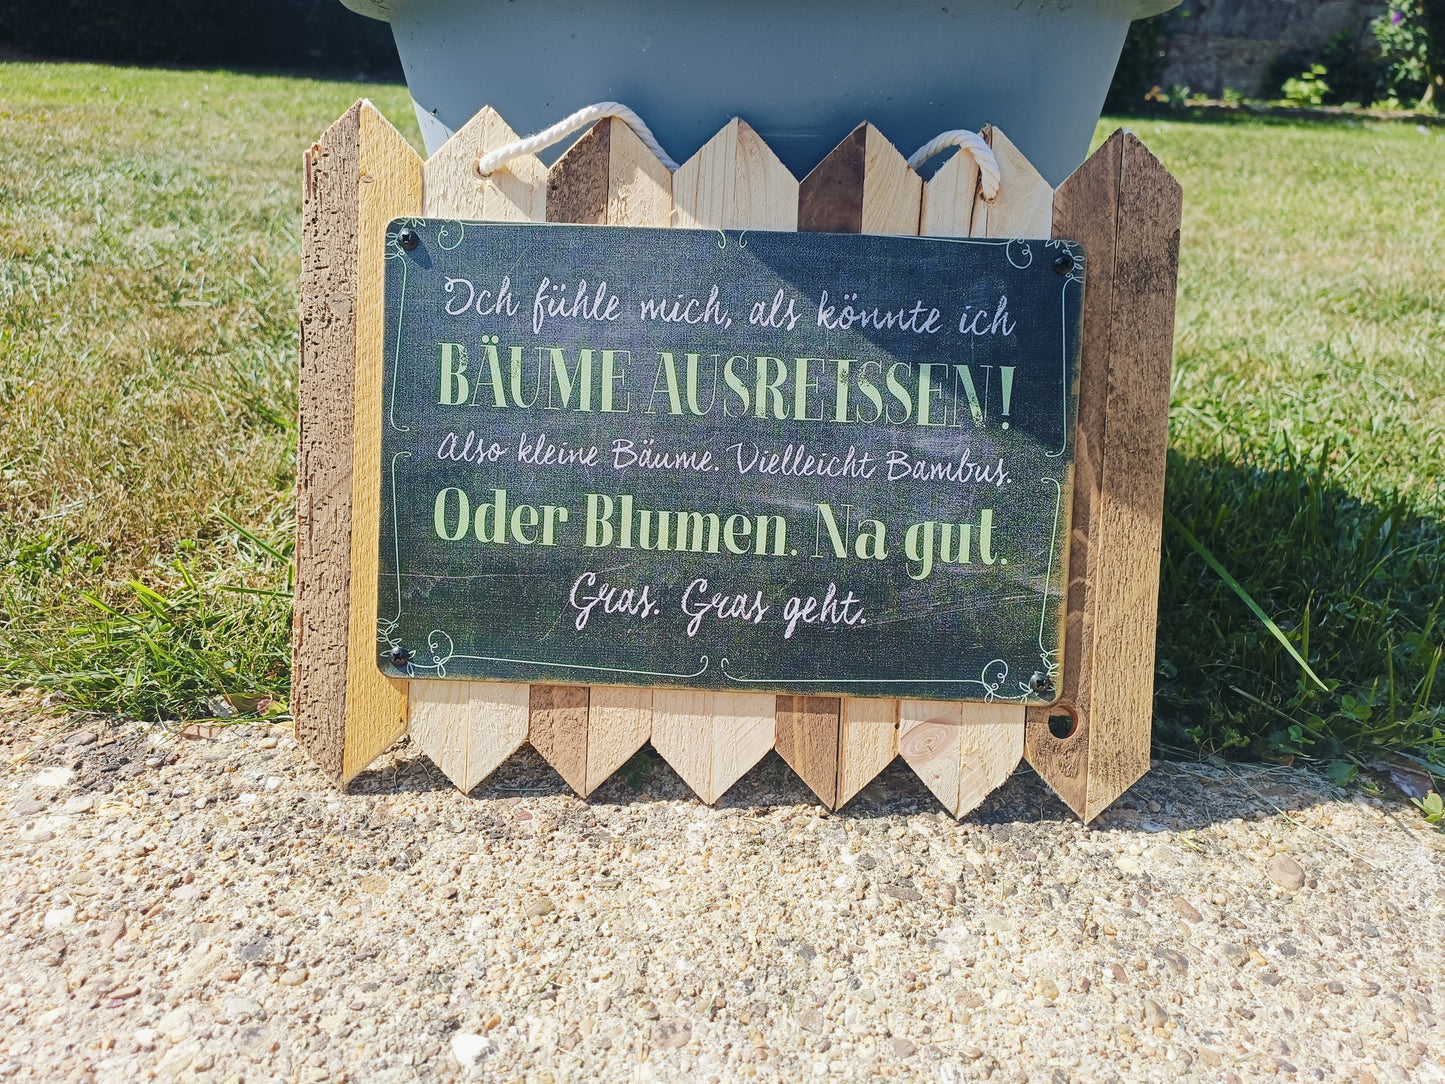 Ich fühle mich, als könnte ich
BÄUME AUSREISSEN!
Also kleine Bäume. Vielleicht Bambus.
Oder Blumen. Na gut.
Gras. Gras geht.